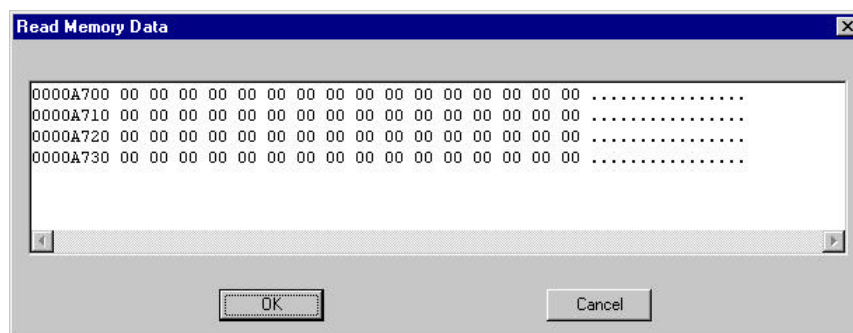 Read Memory Data
0000A700 00 00 00 00 00 00 00 00 00 00 00 00 00 00 00 00 ................
0000A710 00 00 00 00 00 00 00 00 00 00 00 00 00 00 00 00 ................
0000A720 00 00 00 00 00 00 00 00 00 00 00 00 00 00 00 00 ................
0000A730 00 00 00 00 00 00 00 00 00 00 00 00 00 00 00 00 ................
OK Cancel